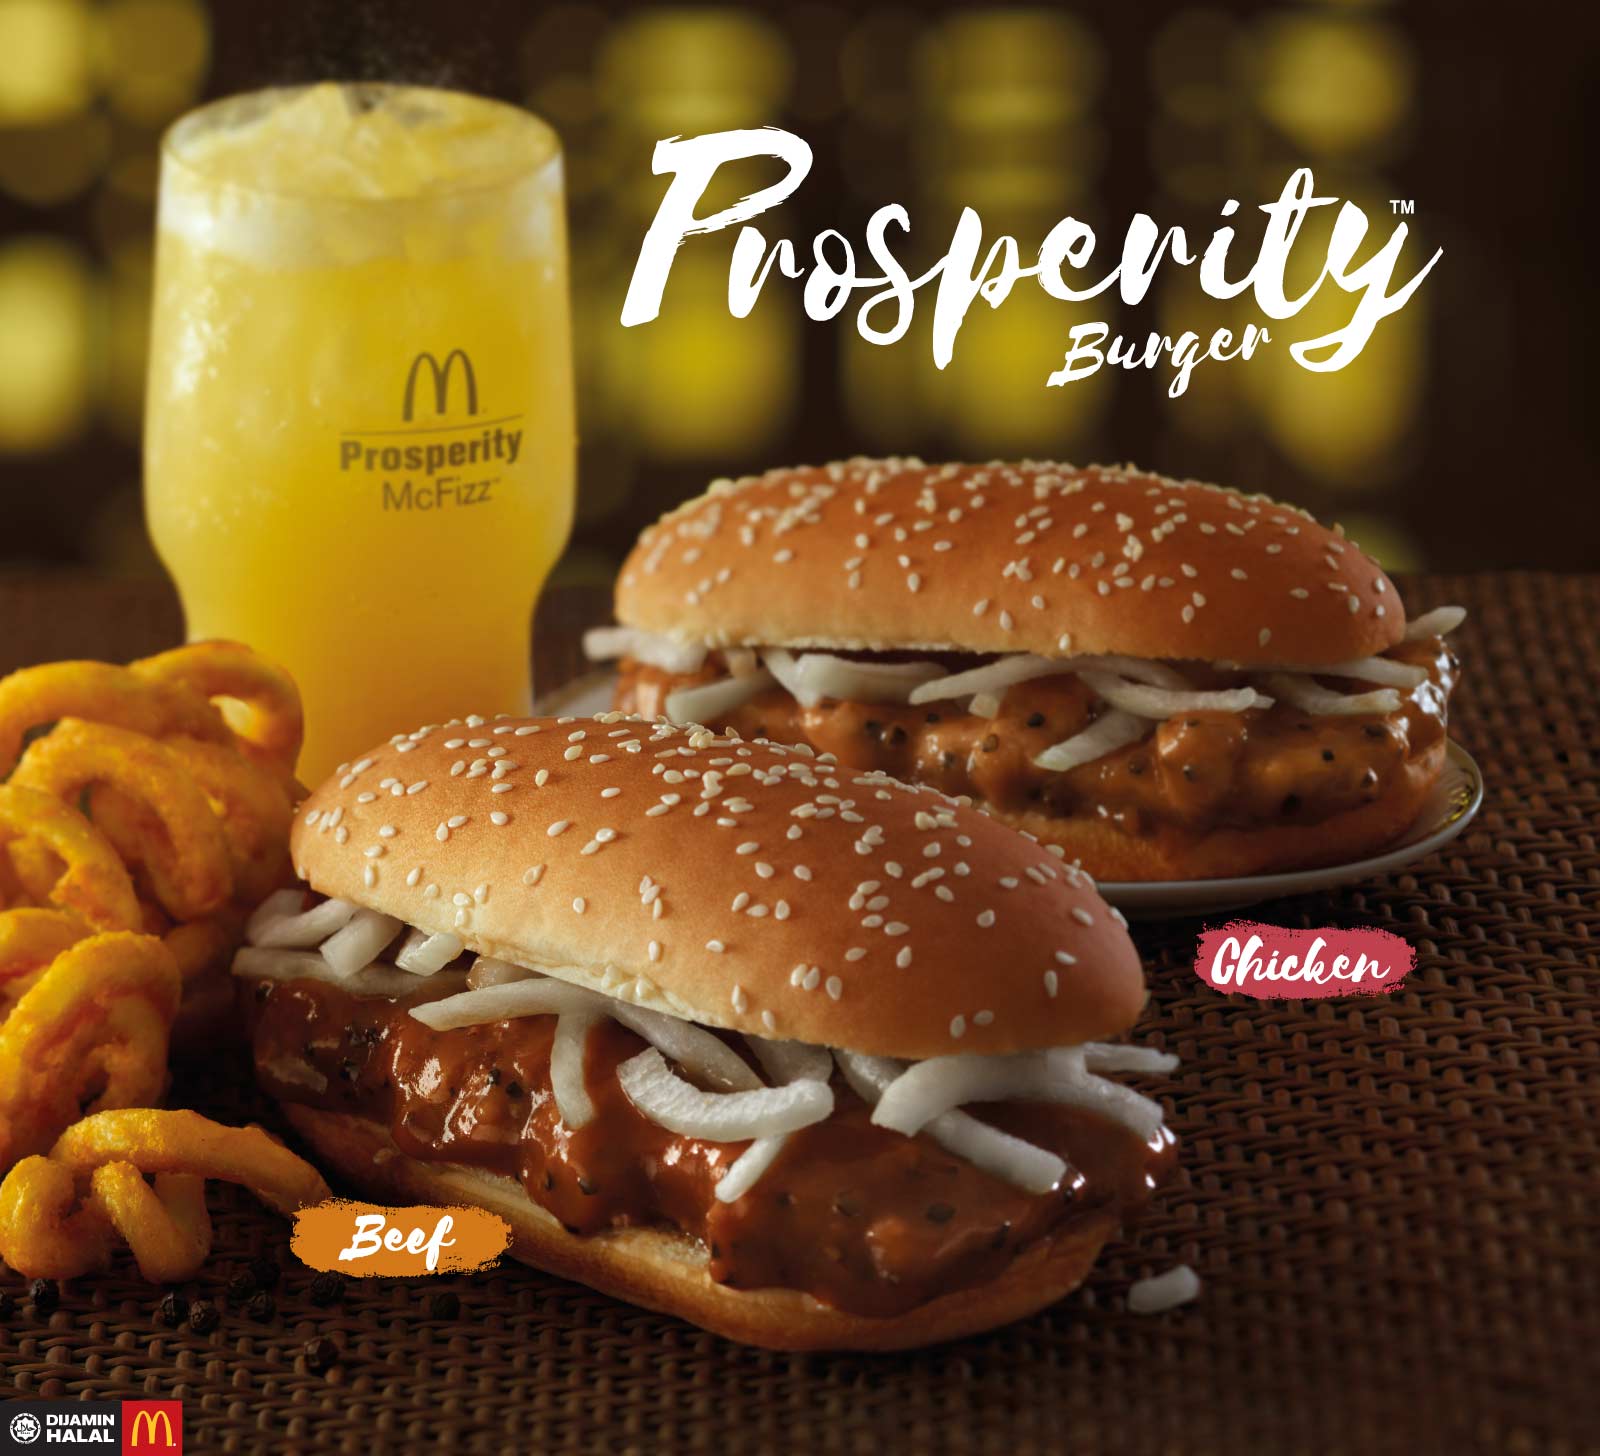 Prosperity™
Burger
Prosperity
McFizz™
Chicken
Beef
DIJAMIN
HALAL